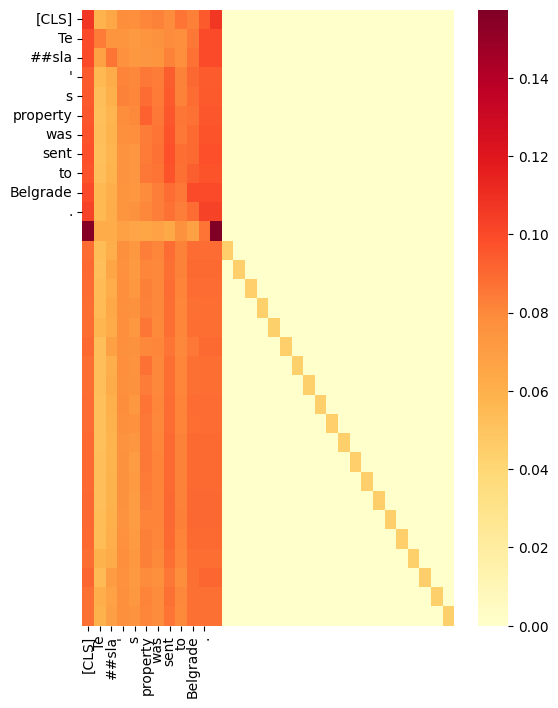 [CLS]
Te
##sla
'
s
property
was
sent
to
Belgrade
.
0.14
0.12
0.10
0.08
0.06
0.04
0.02
0.00
[CLS] Te ##sla ' s property was sent to Belgrade .